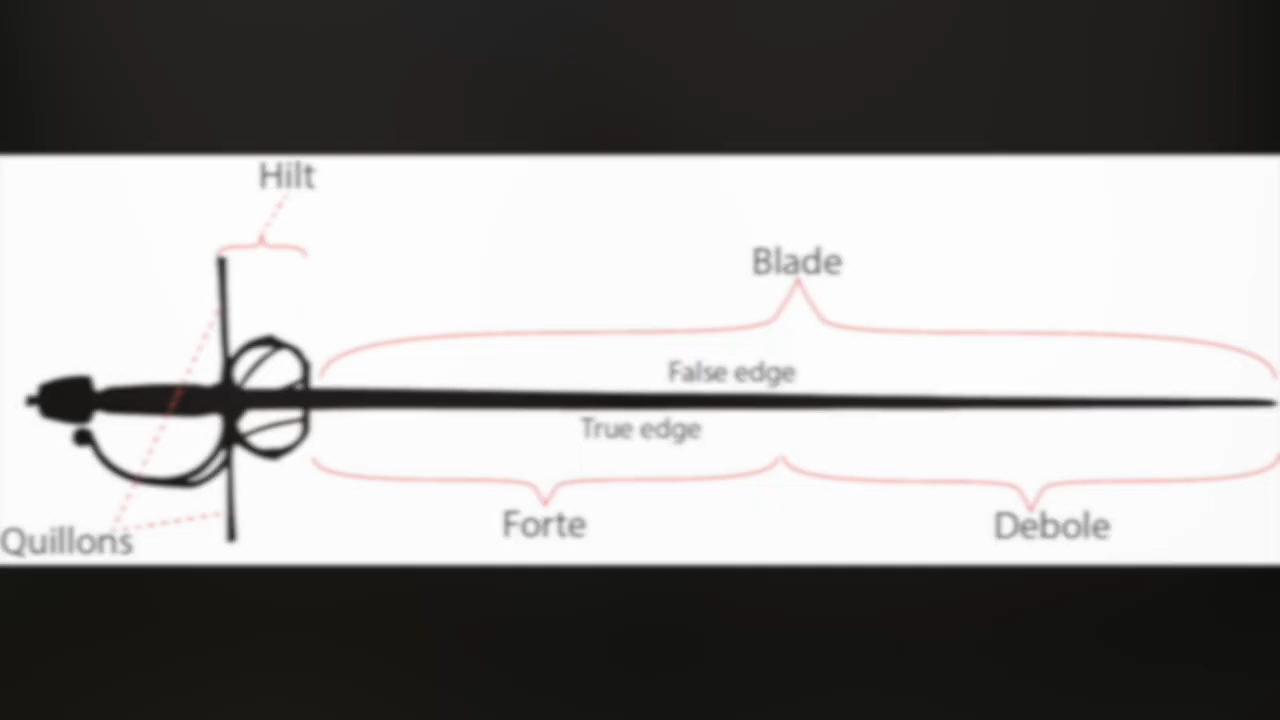 Hilt
Blade
False edge
True edge
Forte
Debole
Quillons